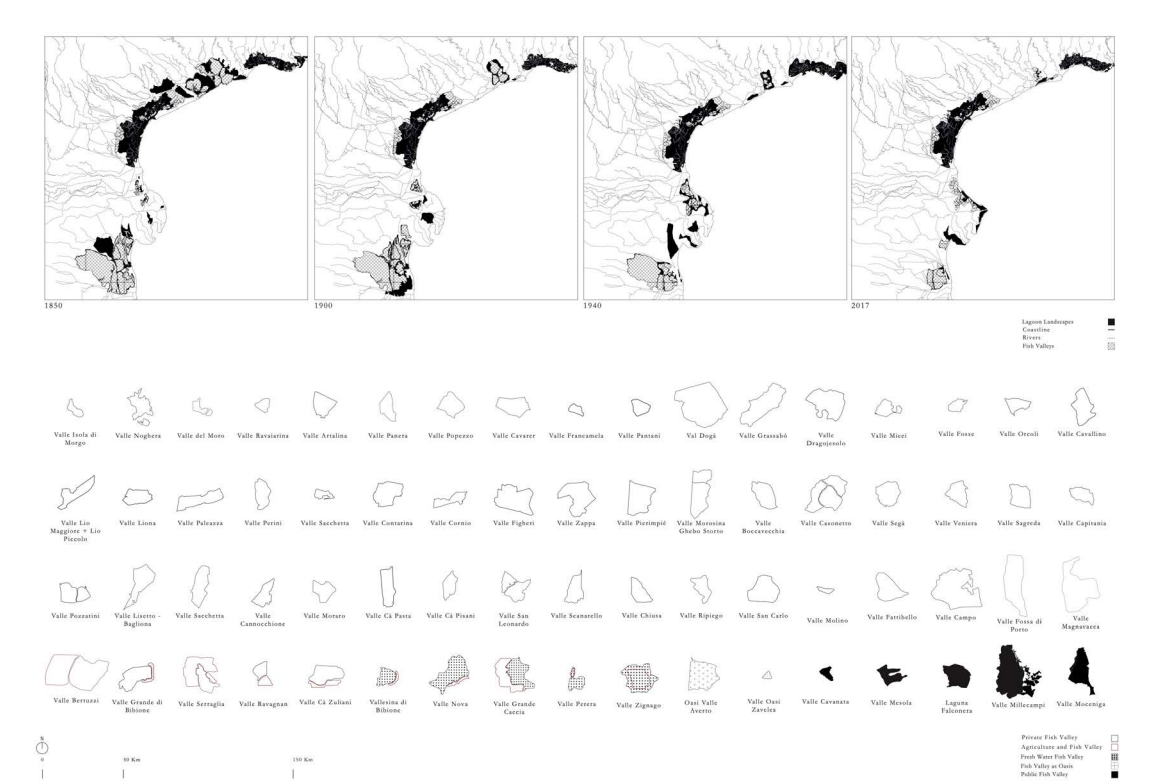 1850
1900
1940
2017
Lagoon Landscapes
Coastline
Rivers
Fish Valleys
Valle Isola di
Morgo
Valle Noghera
Valle del Moro
Valle Ravaiarina
Valle Artalina
Valle Panera
Valle Popezzo
Valle Cavarer
Valle Francamela
Valle Pantani
Val Dogà
Valle Grassabò
Valle
Dragojesolo
Valle Micei
Valle Fosse
Valle Orcoli
Valle Cavallino
Valle Lio
Maggiore + Lio
Piccolo
Valle Liona
Valle Paleazza
Valle Perini
Valle Sacchetta
Valle Contarina
Valle Cornio
Valle Figheri
Valle Zappa
Valle Pierimpiè
Valle Morosina
Ghebo Storto
Valle
Boccavecchia
Valle Casonetto
Valle Segà
Valle Veniera
Valle Sagreda
Valle Capitania
Valle Pozzatini
Valle Lisetto -
Bagliona
Valle Sacchetta
Valle
Cannocchione
Valle Moraro
Valle Cà Pasta
Valle Cà Pisani
Valle San
Leonardo
Valle Scanarello
Valle Chiusa
Valle Ripiego
Valle San Carlo
Valle Molino
Valle Fattibello
Valle Campo
Valle Fossa di
Porto
Valle
Magnavacca
Valle Bertuzzi
Valle Grande di
Bibione
Valle Serraglia
Valle Ravagnan
Valle Cà Zuliani
Vallesina di
Bibione
Valle Nova
Valle Grande
Caccia
Valle Perera
Valle Zignago
Oasi Valle
Averto
Valle Oasi
Zavelea
Valle Cavanata
Valle Mesola
Laguna
Falconera
Valle Millecampi
Valle Moceniga
N
0
50 Km
150 Km
Private Fish Valley
Agriculture and Fish Valley
Fresh Water Fish Valley
Fish Valley as Oasis
Public Fish Valley